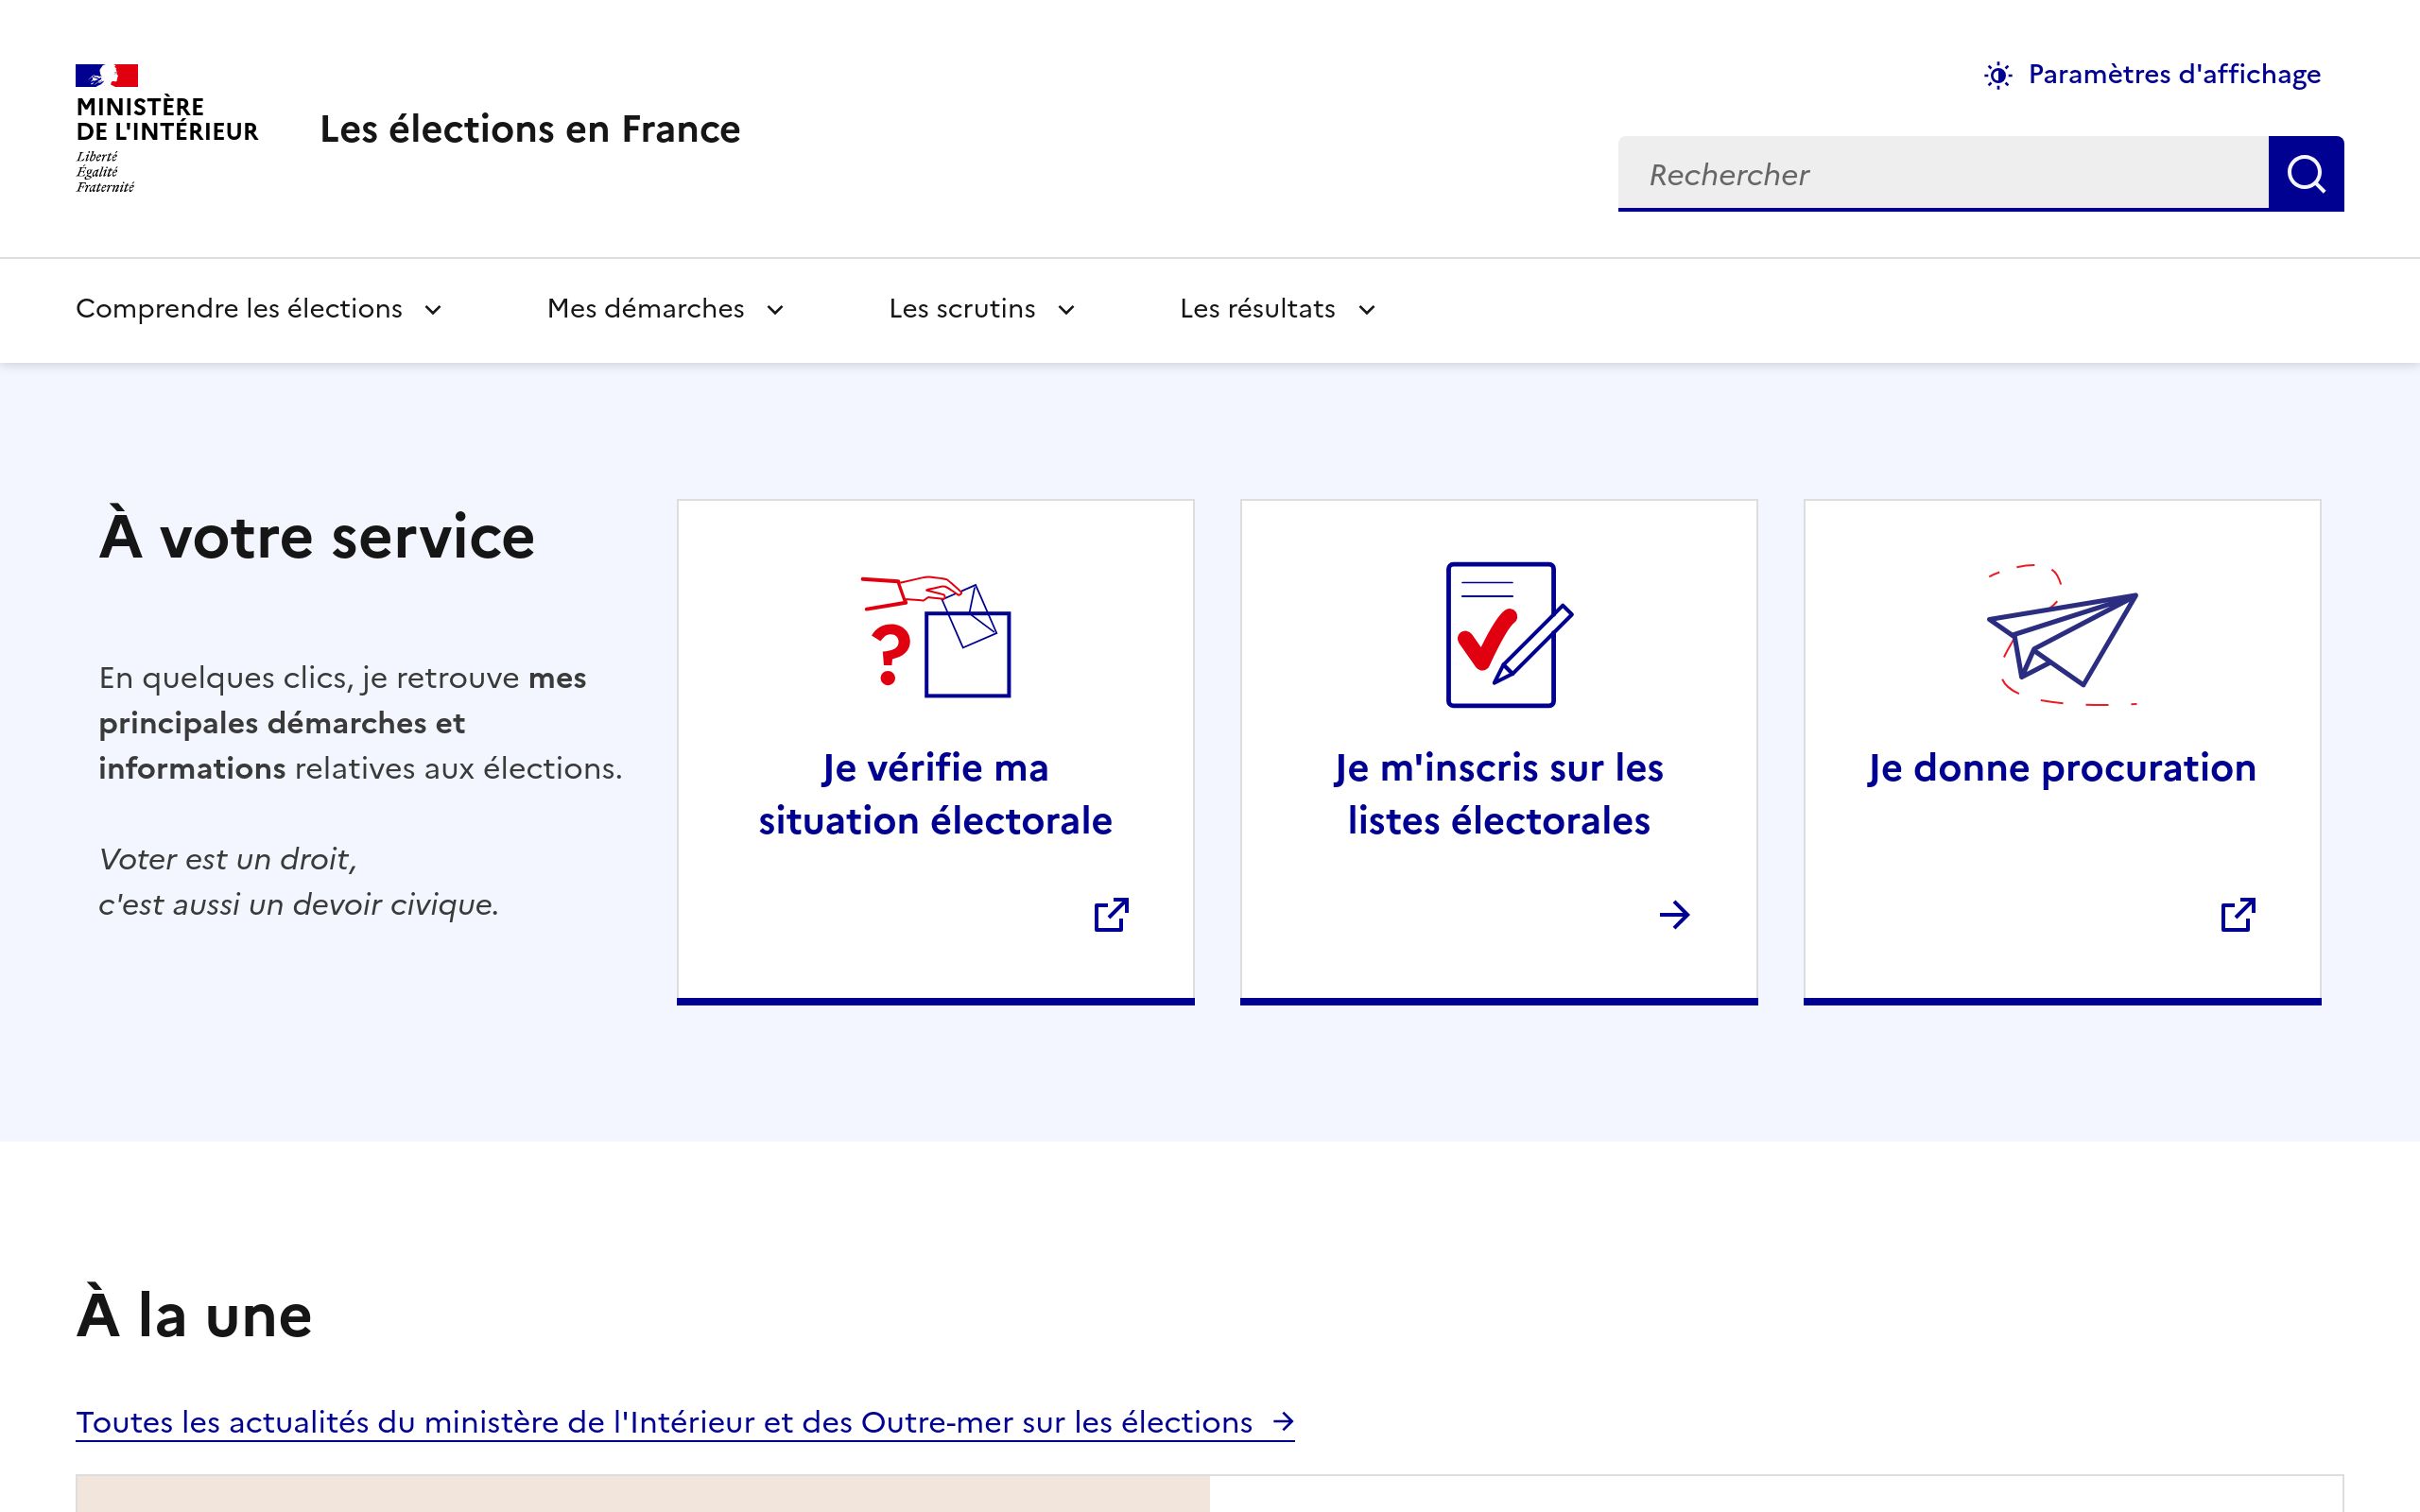 MINISTÈRE
DE L'INTÉRIEUR
Liberté
Égalité
Fraternité
Les élections en France
Paramètres d'affichage
Rechercher
Comprendre les élections
Mes démarches
Les scrutins
Les résultats
À votre service
En quelques clics, je retrouve mes
principales démarches et
informations relatives aux élections.
Voter est un droit,
c'est aussi un devoir civique.
?
Je vérifie ma
situation électorale
Je m'inscris sur les
listes électorales
Je donne procuration
À la une
Toutes les actualités du ministère de l'Intérieur et des Outre-mer sur les élections